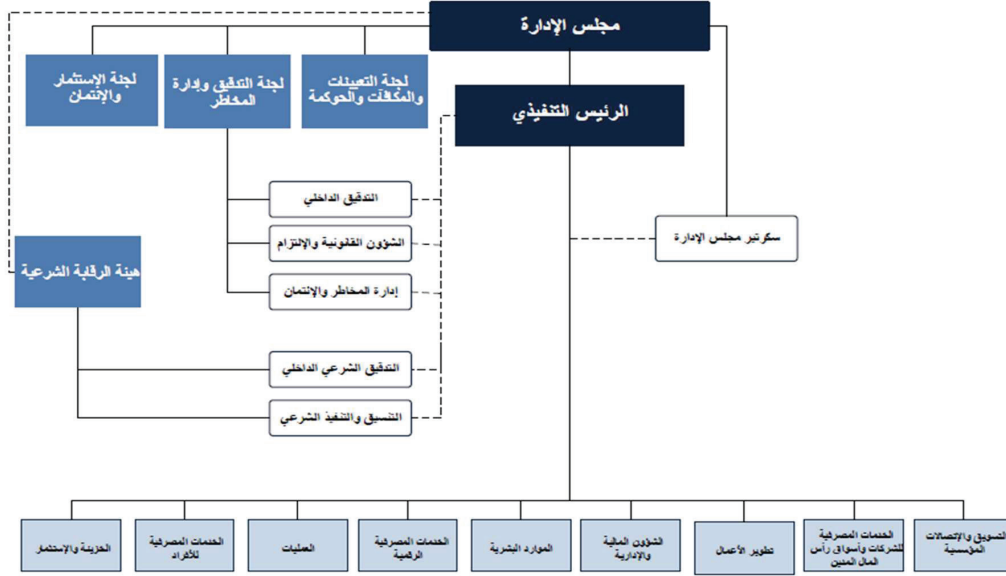 مجلس الإدارة
لجنة التعيينات
والمكافآت والحوكمة
لجنة التدقيق وإدارة
المخاطر
لجنة الإستثمار
والإئتمان
الرئيس التنفيذي
التدقيق الداخلي
سكرتير مجلس الإدارة
الشؤون القانونية والإلتزام
هيئة الرقابة الشرعية
إدارة المخاطر والإئتمان
التدقيق الشرعي الداخلي
التنسيق والتنفيذ الشرعي
التسويق والإتصالات
المؤسسية
الخدمات المصرفية
للشركات وأسواق رأس
المال المدين
تطوير الأعمال
الشؤون المالية
والإدارية
الموارد البشرية
الخدمات المصرفية
الرقمية
العمليات
الخدمات المصرفية
للأفراد
الخزينة والإستثمار